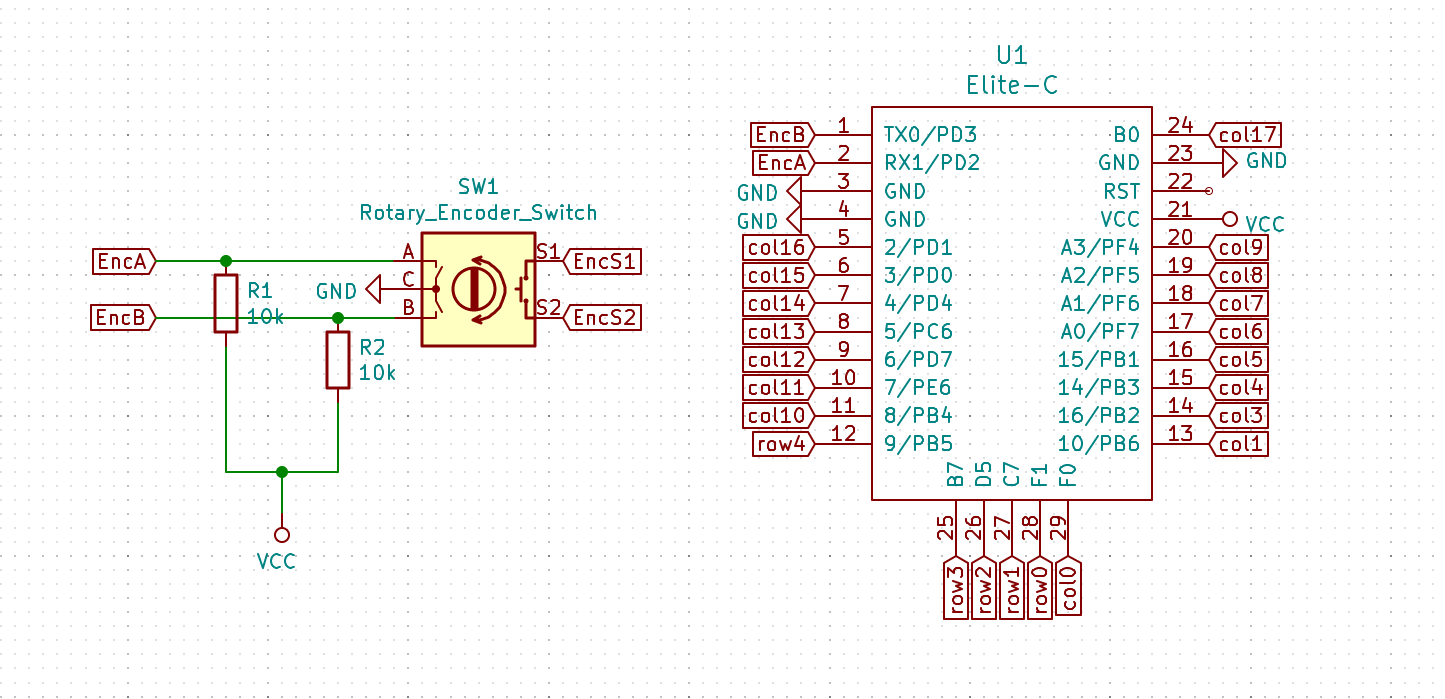 SW1
Rotary_Encoder_Switch
EncA
A
S1
EncS1
R1
GND
C
EncB
10k
B
S2
EncS2
R2
10k
VCC
U1
Elite-C
EncB 1 TX0/PD3 B0 24 col17
EncA 2 RX1/PD2 GND 23 GND
GND 3 GND RST 22
GND 4 GND VCC 21 VCC
col16 5 2/PD1 A3/PF4 20 col9
col15 6 3/PD0 A2/PF5 19 col8
col14 7 4/PD4 A1/PF6 18 col7
col13 8 5/PC6 A0/PF7 17 col6
col12 9 6/PD7 15/PB1 16 col5
col11 10 7/PE6 14/PB3 15 col4
col10 11 8/PB4 16/PB2 14 col3
row4 12 9/PB5 10/PB6 13 col1
B7 D5 C7 F1 F0
25 26 27 28 29
row3 row2 row1 row0 col0